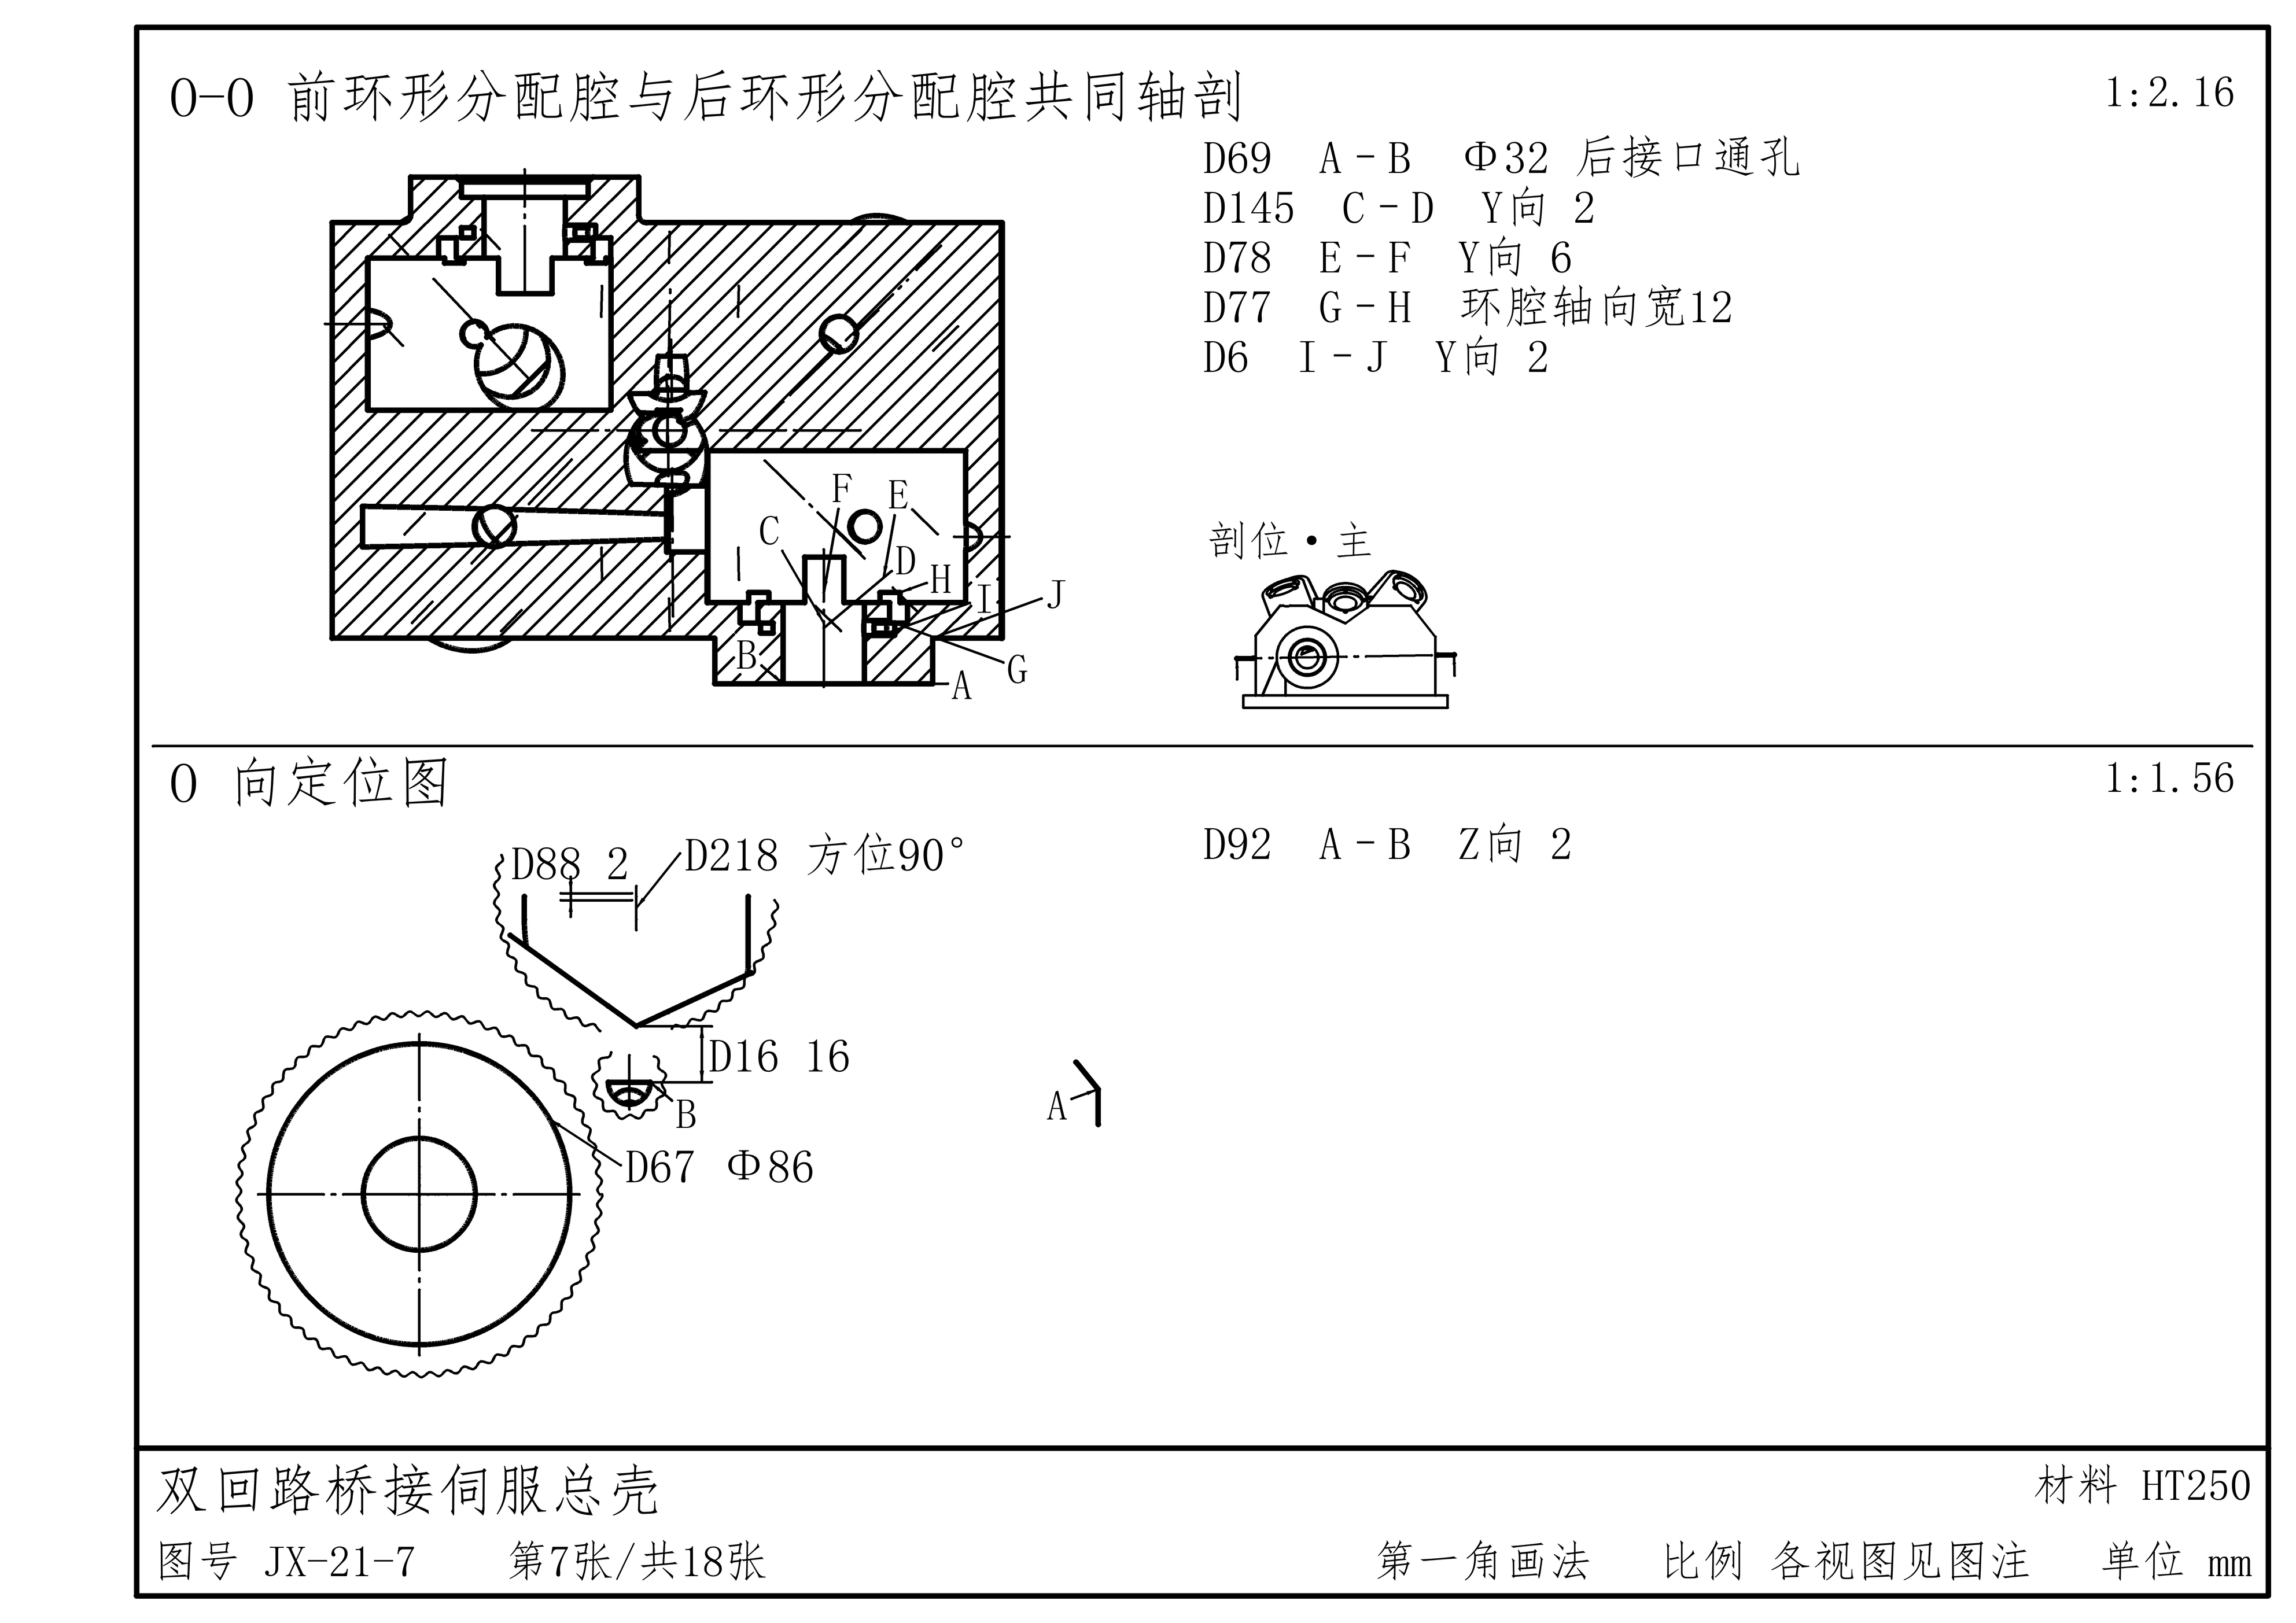 O-O 前环形分配腔与后环形分配腔共同轴剖
1:2.16
D69 A-B Φ32 后接口通孔
D145 C-D Y向 2
D78 E-F Y向 6
D77 G-H 环腔轴向宽12
D6 I-J Y向 2
F
E
C
D
H
I
J
B
G
A
剖位·主
O 向定位图
1:1.56
D88 2
D218 方位90°
D92 A-B Z向 2
D16 16
A
B
D67 Φ86
双回路桥接伺服总壳
材料 HT250
图号 JX-21-7 第7张/共18张
第一角画法 比例 各视图见图注 单位 mm